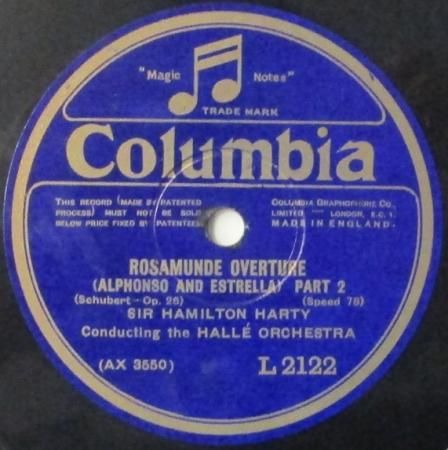 "Magic Notes"
TRADE MARK
Columbia
THIS RECORD (MADE BY PATENTED
PROCESS) MUST NOT BE SOLD
BELOW PRICE FIXED BY PATENTEES
COLUMBIA GRAPHOPHONE CO.,
LIMITED LONDON, E.C. 1.
MADE IN ENGLAND.
ROSAMUNDE OVERTURE
(ALPHONSO AND ESTRELLA) PART 2
(Schubert - Op. 26) (Speed 78)
SIR HAMILTON HARTY
Conducting the HALLÉ ORCHESTRA
(AX 3550) L 2122